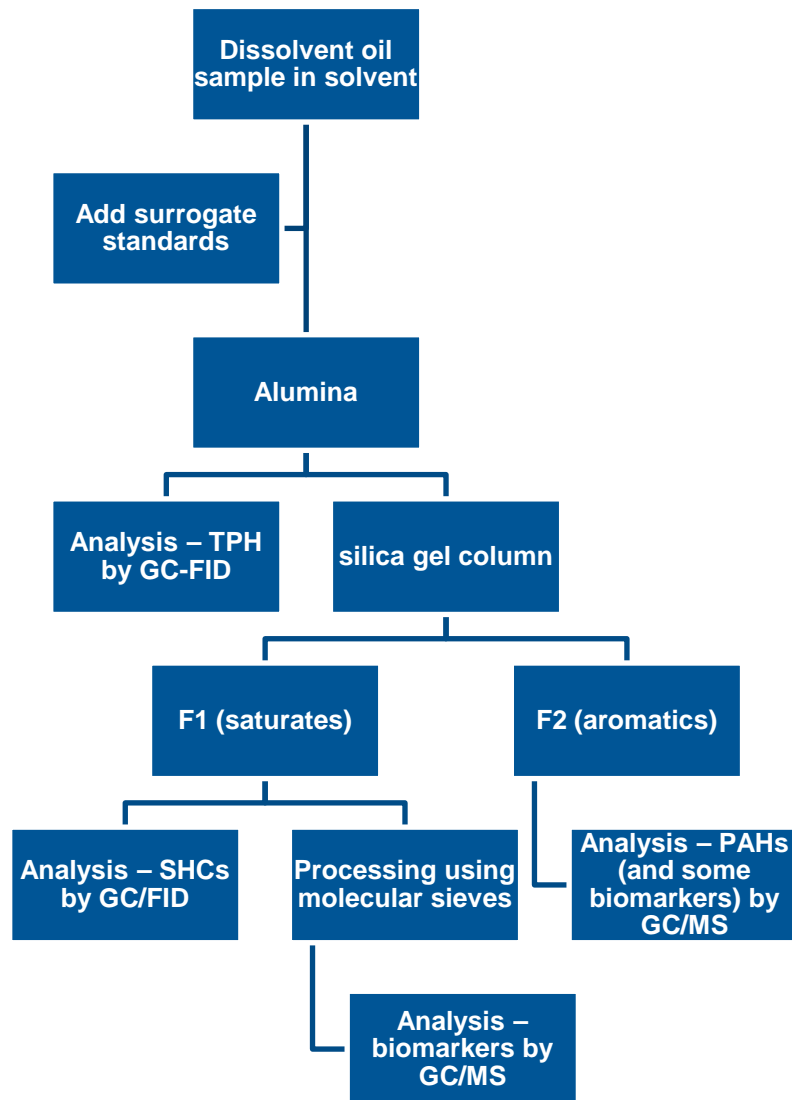 Dissolvent oil
sample in solvent
Add surrogate
standards
Alumina
Analysis – TPH
by GC-FID
silica gel column
F1 (saturates)
F2 (aromatics)
Analysis – SHCs
by GC/FID
Processing using
molecular sieves
Analysis – PAHs
(and some
biomarkers) by
GC/MS
Analysis –
biomarkers by
GC/MS